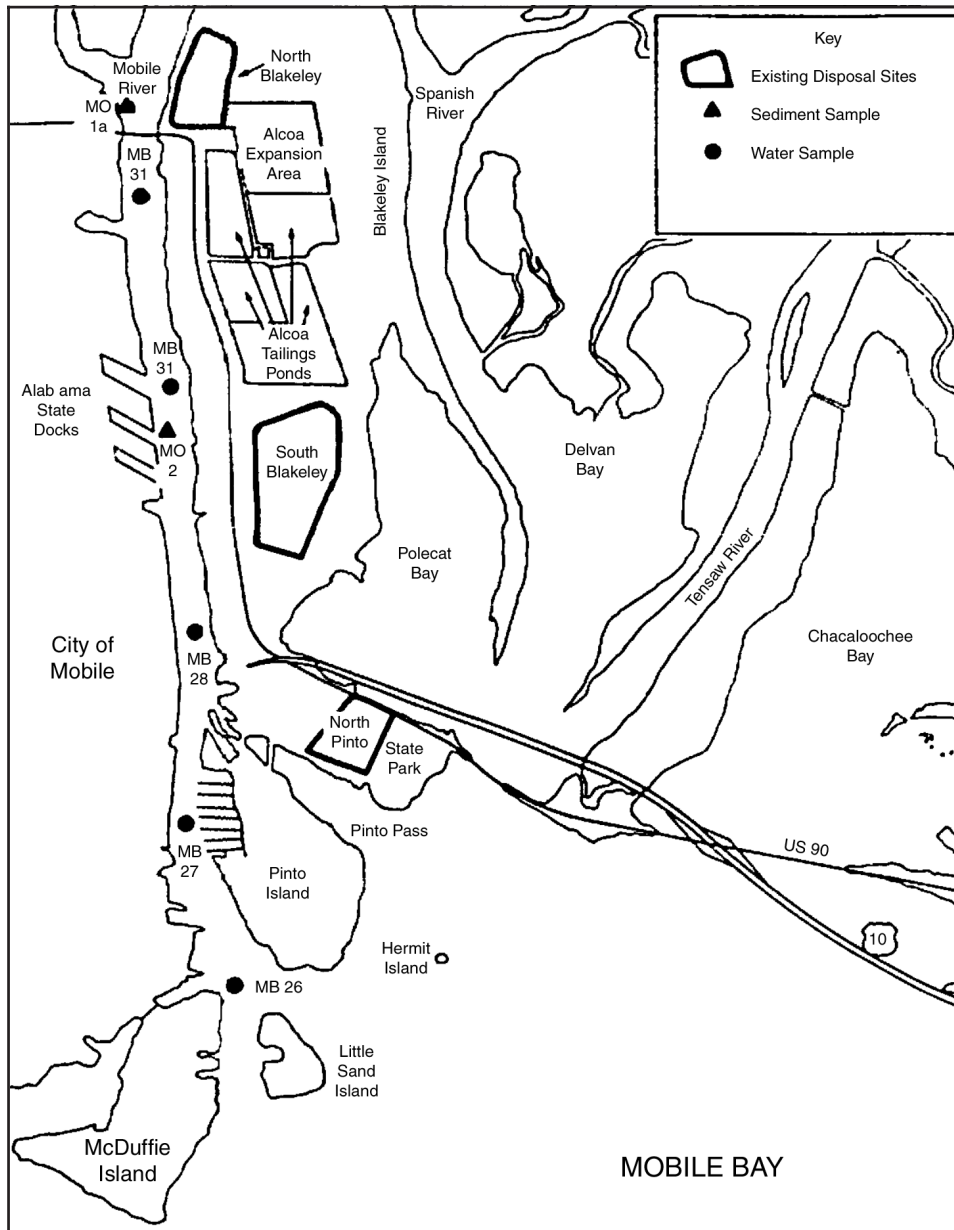 Key
Existing Disposal Sites
Sediment Sample
Water Sample
North
Blakeley
Mobile
River
MO
1a
Spanish
River
Alcoa
Expansion
Area
MB
31
Blakeley Island
Alcoa
Tailings
Ponds
MB
31
Alab ama
State
Docks
MO
2
South
Blakeley
Delvan
Bay
Polecat
Bay
Tensaw River
City of
Mobile
MB
28
Chacaloochee
Bay
North
Pinto
State
Park
Pinto Pass
MB
27
Pinto
Island
US 90
10
Hermit
Island
MB 26
Little
Sand
Island
McDuffie
Island
MOBILE BAY